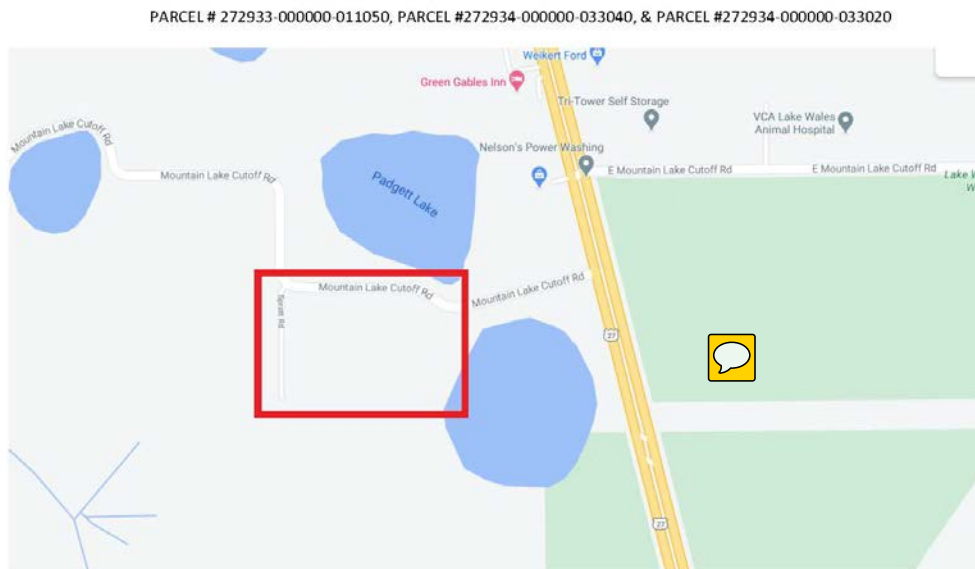 PARCEL # 272933-000000-011050, PARCEL #272934-000000-033040, & PARCEL #272934-000000-033020
Weikert Ford
Green Gables Inn
Tri-Tower Self Storage
VCA Lake Wales
Animal Hospital
Mountain Lake Cutoff Rd
Nelson's Power Washing
Mountain Lake Cutoff Rd
E Mountain Lake Cutoff Rd
E Mountain Lake Cutoff Rd
Lake W
W
Padgett Lake
Mountain Lake Cutoff Rd
Mountain Lake Cutoff Rd
27
27